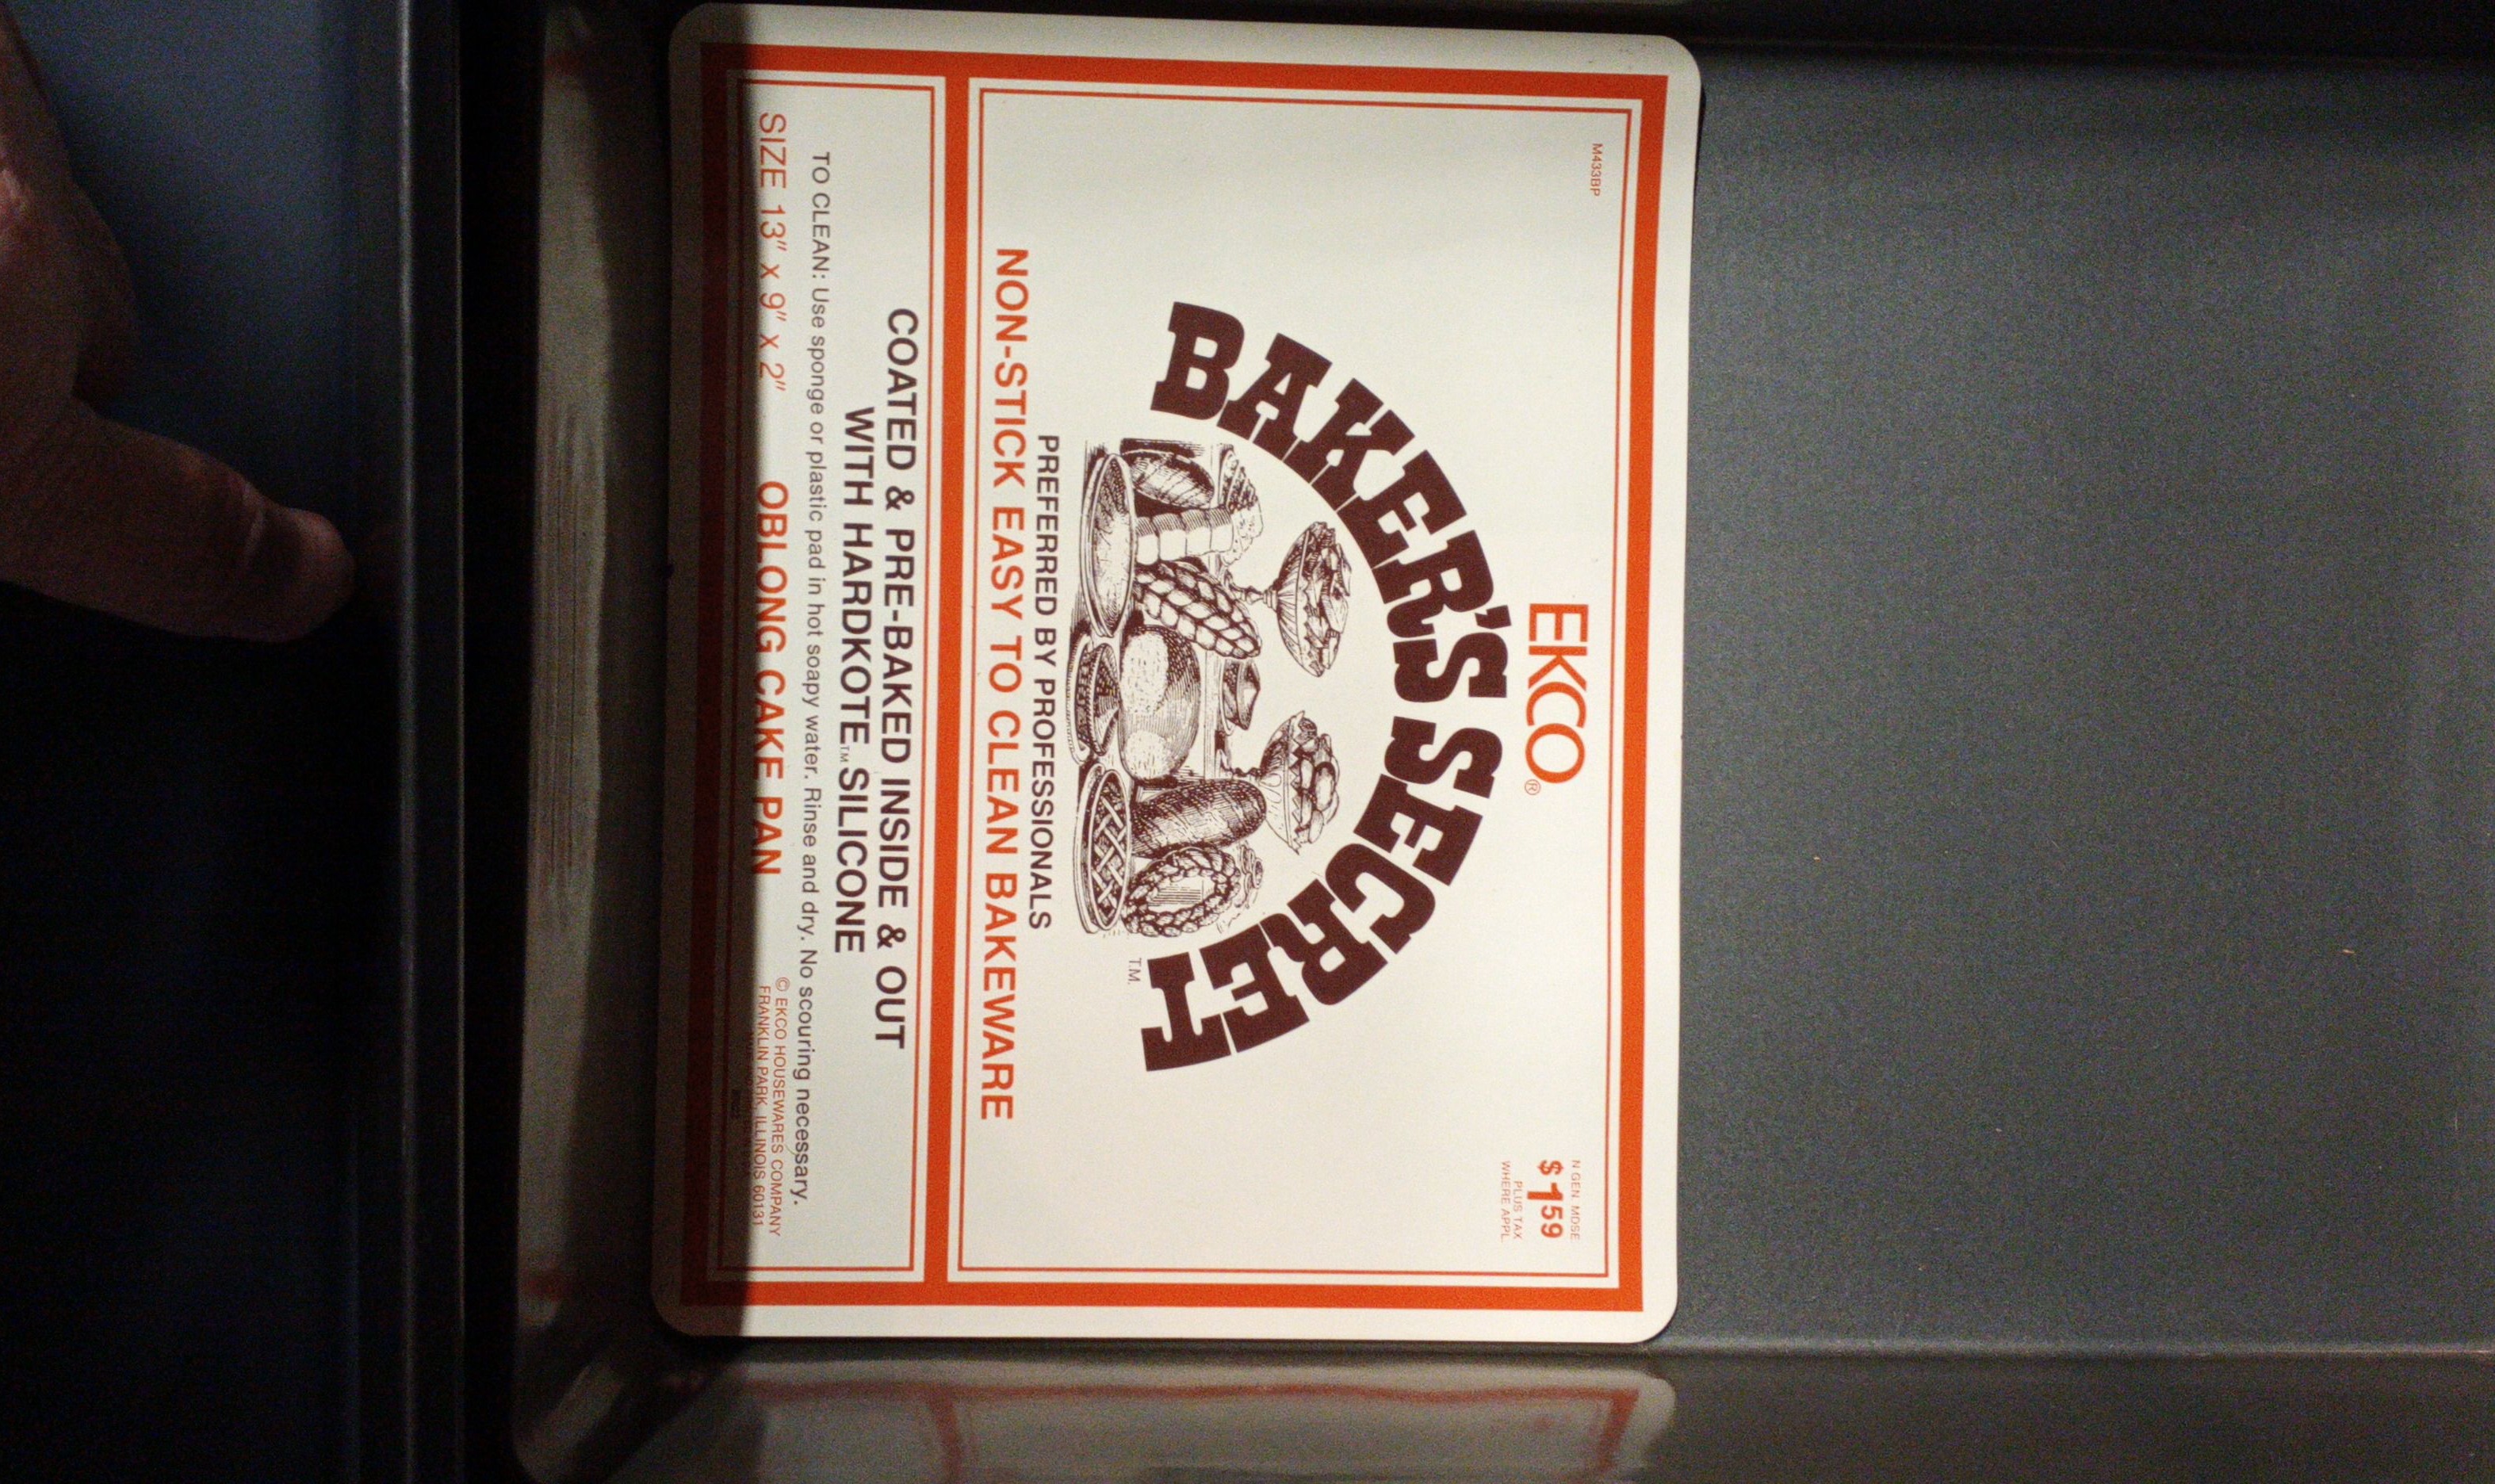 M433BP
EKCO®
N GEN MDSE
$1 59
PLUS TAX
WHERE APPL.
BAKER'S SECRET
T.M.
PREFERRED BY PROFESSIONALS
NON-STICK EASY TO CLEAN BAKEWARE
COATED & PRE-BAKED INSIDE & OUT
WITH HARDKOTE T.M. SILICONE
TO CLEAN: Use sponge or plastic pad in hot soapy water. Rinse and dry. No scouring necessary.
SIZE 13" x 9" x 2" OBLONG CAKE PAN
© EKCO HOUSEWARES COMPANY
FRANKLIN PARK, ILLINOIS 60131